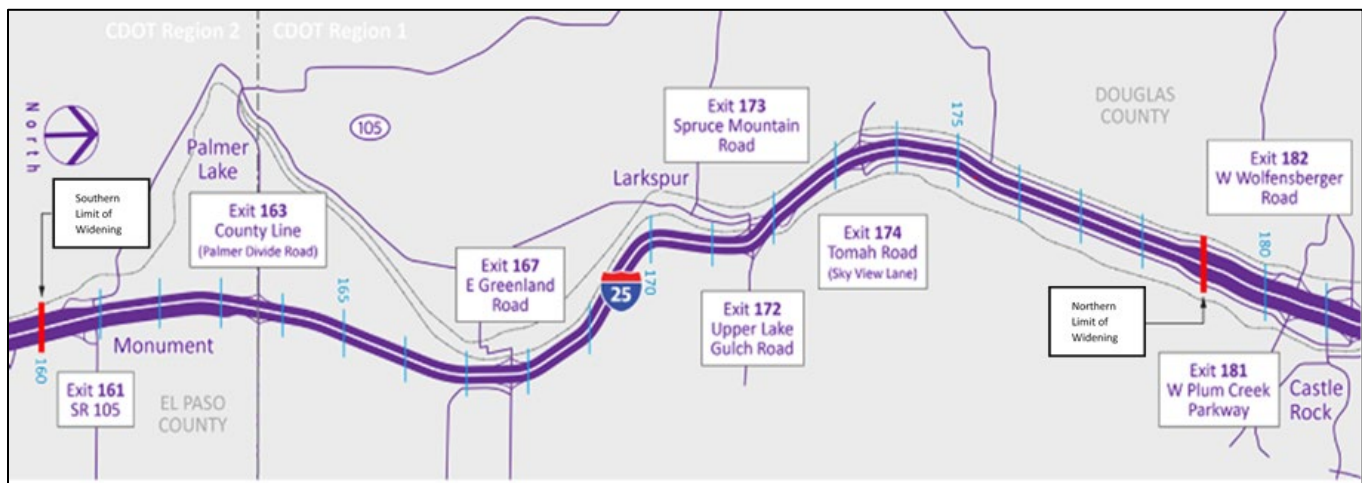 CDOT Region 2
CDOT Region 1
North
105
Palmer
Lake
Southern
Limit of
Widening
Exit 163
County Line
(Palmer Divide Road)
Monument
160
Exit 161
SR 105
EL PASO
COUNTY
165
Exit 167
E Greenland
Road
25
Larkspur
170
Exit 173
Spruce Mountain
Road
Exit 172
Upper Lake
Gulch Road
Exit 174
Tomah Road
(Sky View Lane)
175
DOUGLAS
COUNTY
Exit 182
W Wolfensberger
Road
180
Northern
Limit of
Widening
Exit 181
W Plum Creek
Parkway
Castle
Rock